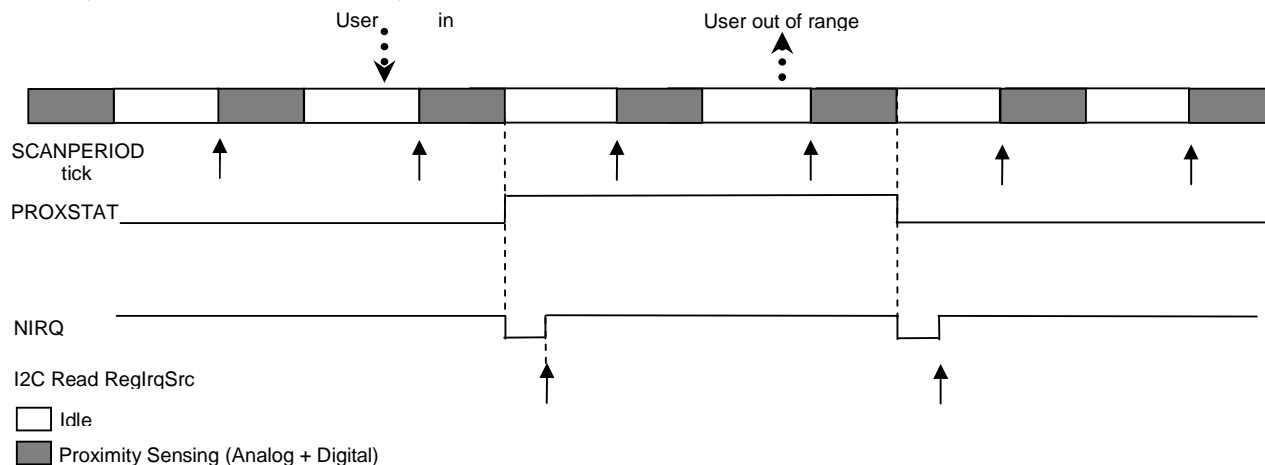 User in
User out of range
SCANPERIOD
tick
PROXSTAT
NIRQ
I2C Read RegIrqSrc
Idle
Proximity Sensing (Analog + Digital)